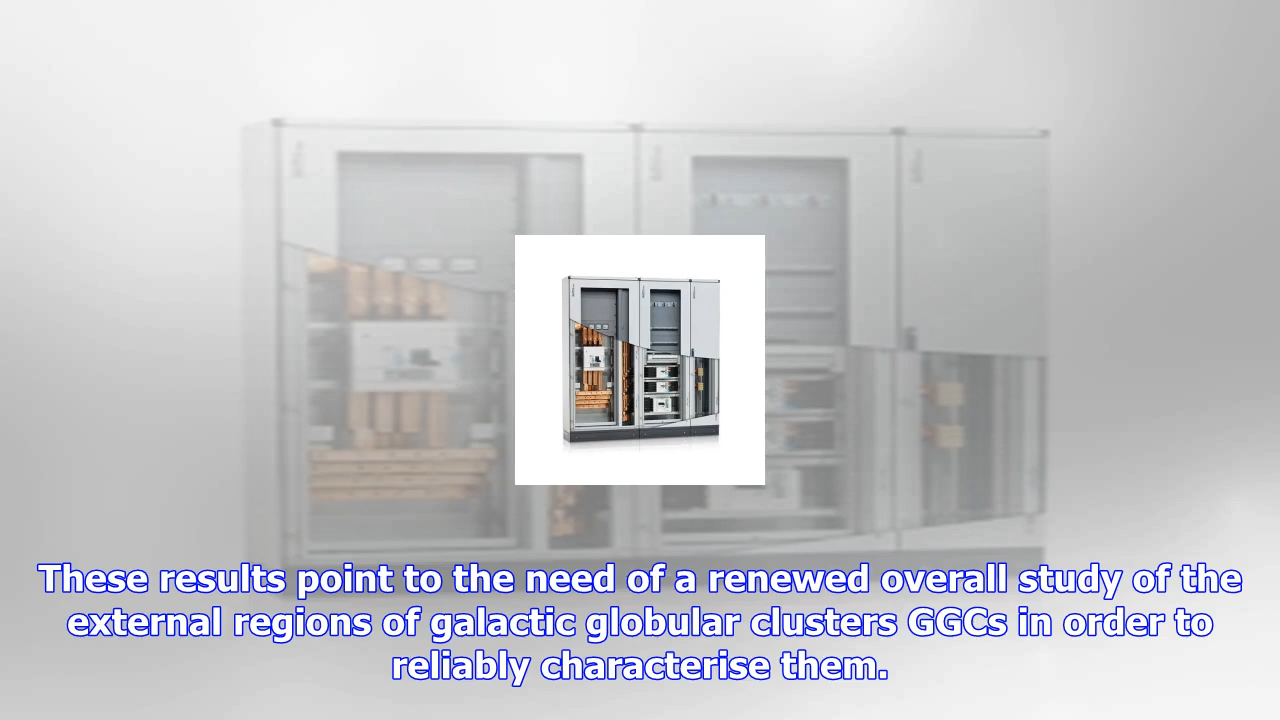 These results point to the need of a renewed overall study of the
external regions of galactic globular clusters GGCs in order to
reliably characterise them.